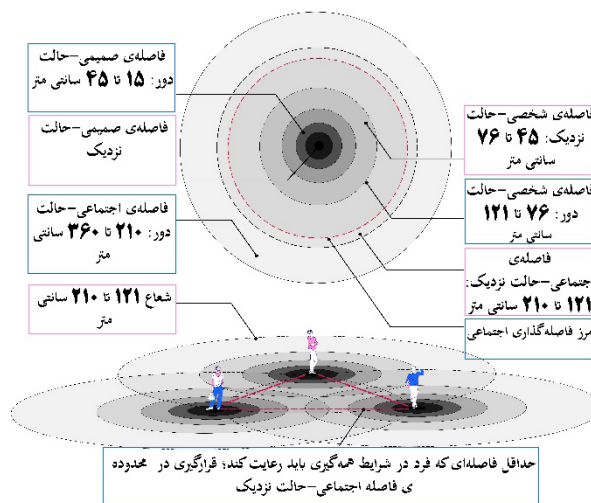 فاصله‌ی صمیمی-حالت
دور: ۱۵ تا ۴۵ سانتی متر
فاصله‌ی صمیمی-حالت
نزدیک
فاصله‌ی اجتماعی-حالت
دور: ۲۱۰ تا ۳۶۰ سانتی
متر
شعاع ۱۲۱ تا ۲۱۰ سانتی
متر
فاصله‌ی شخصی-حالت
نزدیک: ۴۵ تا ۷۶
سانتی متر
فاصله‌ی شخصی-حالت
دور: ۷۶ تا ۱۲۱
سانتی متر
فاصله‌ی
اجتماعی-حالت نزدیک:
۱۲۱ تا ۲۱۰ سانتی متر
مرز فاصله‌گذاری اجتماعی
حداقل فاصله‌ای که فرد در شرایط همه‌گیری باید رعایت کند؛ قرارگیری در محدوده
ی فاصله اجتماعی-حالت نزدیک